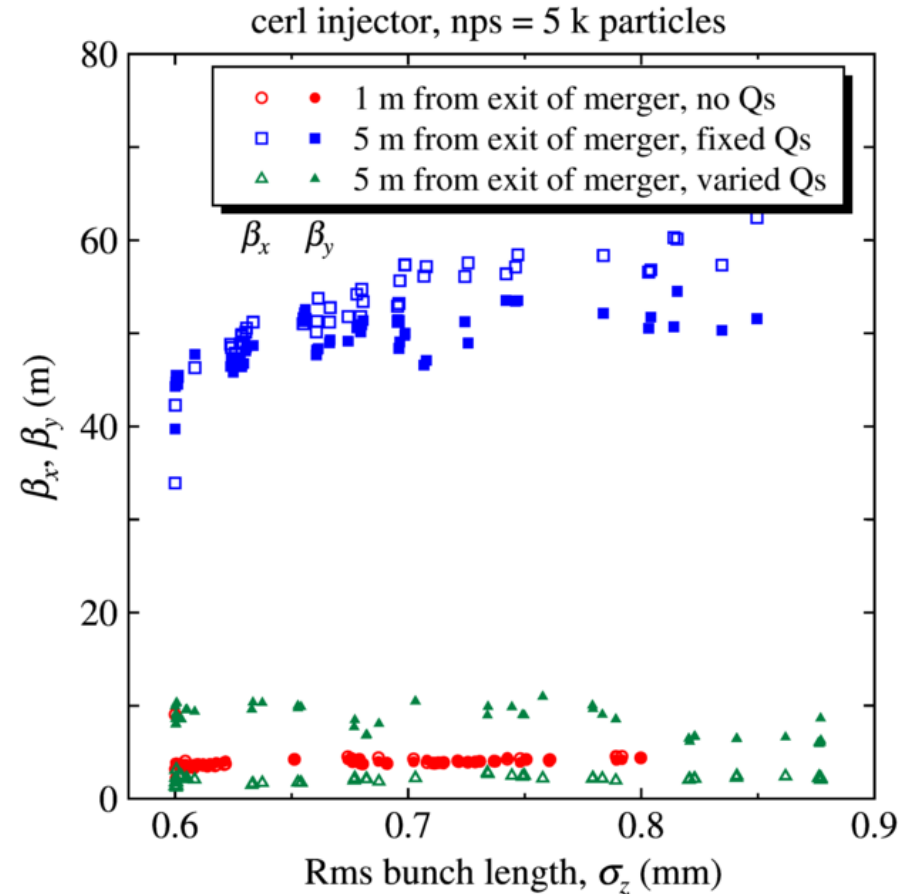 cerl injector, nps = 5 k particles
80
1 m from exit of merger, no Qs
5 m from exit of merger, fixed Qs
5 m from exit of merger, varied Qs
βx βy
60
40
20
0
βx, βy (m)
0.6 0.7 0.8 0.9
Rms bunch length, σz (mm)